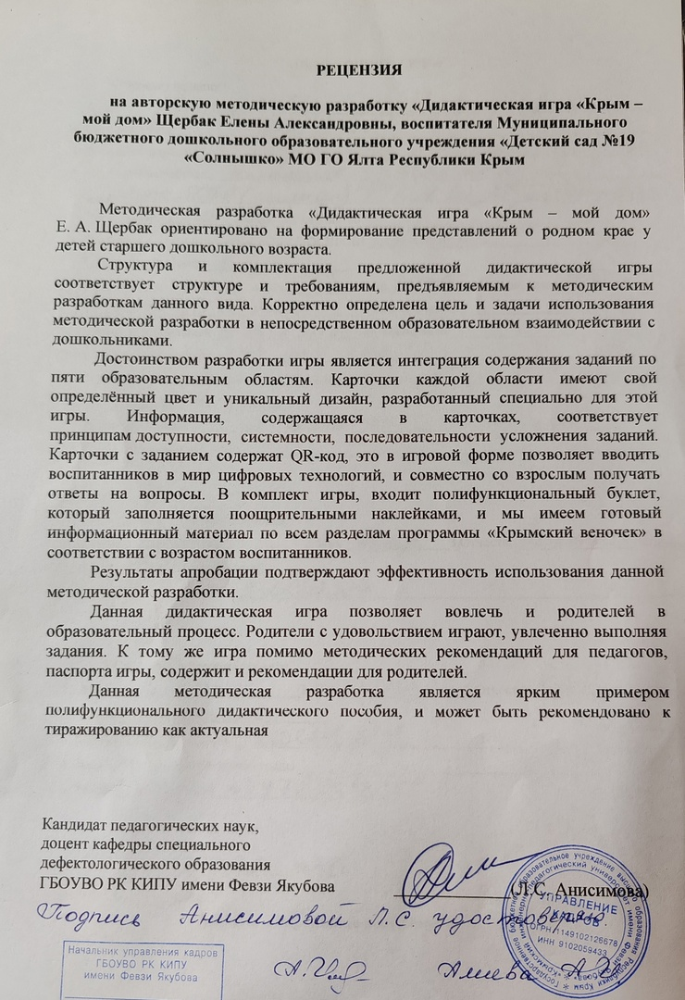 РЕЦЕНЗИЯ
на авторскую методическую разработку «Дидактическая игра «Крым –
мой дом» Щербак Елены Александровны, воспитателя Муниципального
бюджетного дошкольного образовательного учреждения «Детский сад №19
«Солнышко» МО ГО Ялта Республики Крым
Методическая разработка «Дидактическая игра «Крым – мой дом»
Е. А. Щербак ориентировано на формирование представлений о родном крае у
детей старшего дошкольного возраста.
Структура и комплектация предложенной дидактической игры
соответствует структуре и требованиям, предъявляемым к методическим
разработкам данного вида. Корректно определена цель и задачи использования
методической разработки в непосредственном образовательном взаимодействии с
дошкольниками.
Достоинством разработки игры является интеграция содержания заданий по
пяти образовательным областям. Карточки каждой области имеют свой
определённый цвет и уникальный дизайн, разработанный специально для этой
игры. Информация, содержащаяся в карточках, соответствует
принципам доступности, системности, последовательности усложнения заданий.
Карточки с заданием содержат QR-код, это в игровой форме позволяет вводить
воспитанников в мир цифровых технологий, и совместно со взрослым получать
ответы на вопросы. В комплект игры, входит полифункциональный буклет,
который заполняется поощрительными наклейками, и мы имеем готовый
информационный материал по всем разделам программы «Крымский веночек» в
соответствии с возрастом воспитанников.
Результаты апробации подтверждают эффективность использования данной
методической разработки.
Данная дидактическая игра позволяет вовлечь и родителей в
образовательный процесс. Родители с удовольствием играют, увлеченно выполняя
задания. К тому же игра помимо методических рекомендаций для педагогов,
паспорта игры, содержит и рекомендации для родителей.
Данная методическая разработка является ярким примером
полифункционального дидактического пособия, и может быть рекомендовано к
тиражированию как актуальная
Кандидат педагогических наук,
доцент кафедры специального
дефектологического образования
ГБОУВО РК КИПУ имени Февзи Якубова
(Л.С. Анисимова)
Подпись Анисимовой Л.С. удостоверяю.
УПРАВЛЕНИЕ
КАДРОВ
ОГРН 1149102126678
ИНН 9102059433
Начальник управления кадров
ГБОУВО РК КИПУ
имени Февзи Якубова